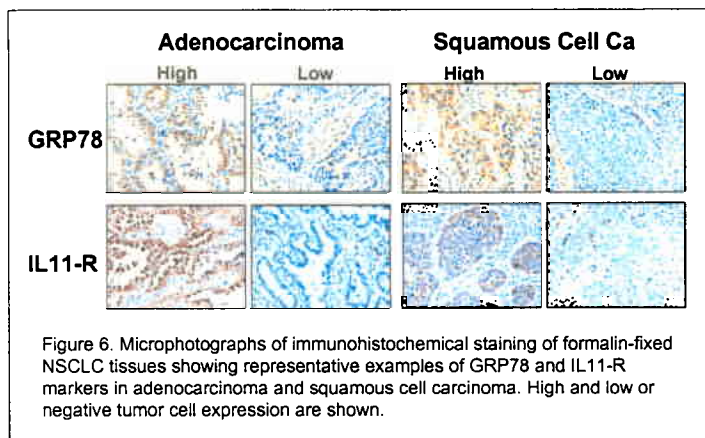 Adenocarcinoma Squamous Cell Ca
High Low High Low
GRP78
IL11-R
Figure 6. Microphotographs of immunohistochemical staining of formalin-fixed
NSCLC tissues showing representative examples of GRP78 and IL11-R
markers in adenocarcinoma and squamous cell carcinoma. High and low or
negative tumor cell expression are shown.